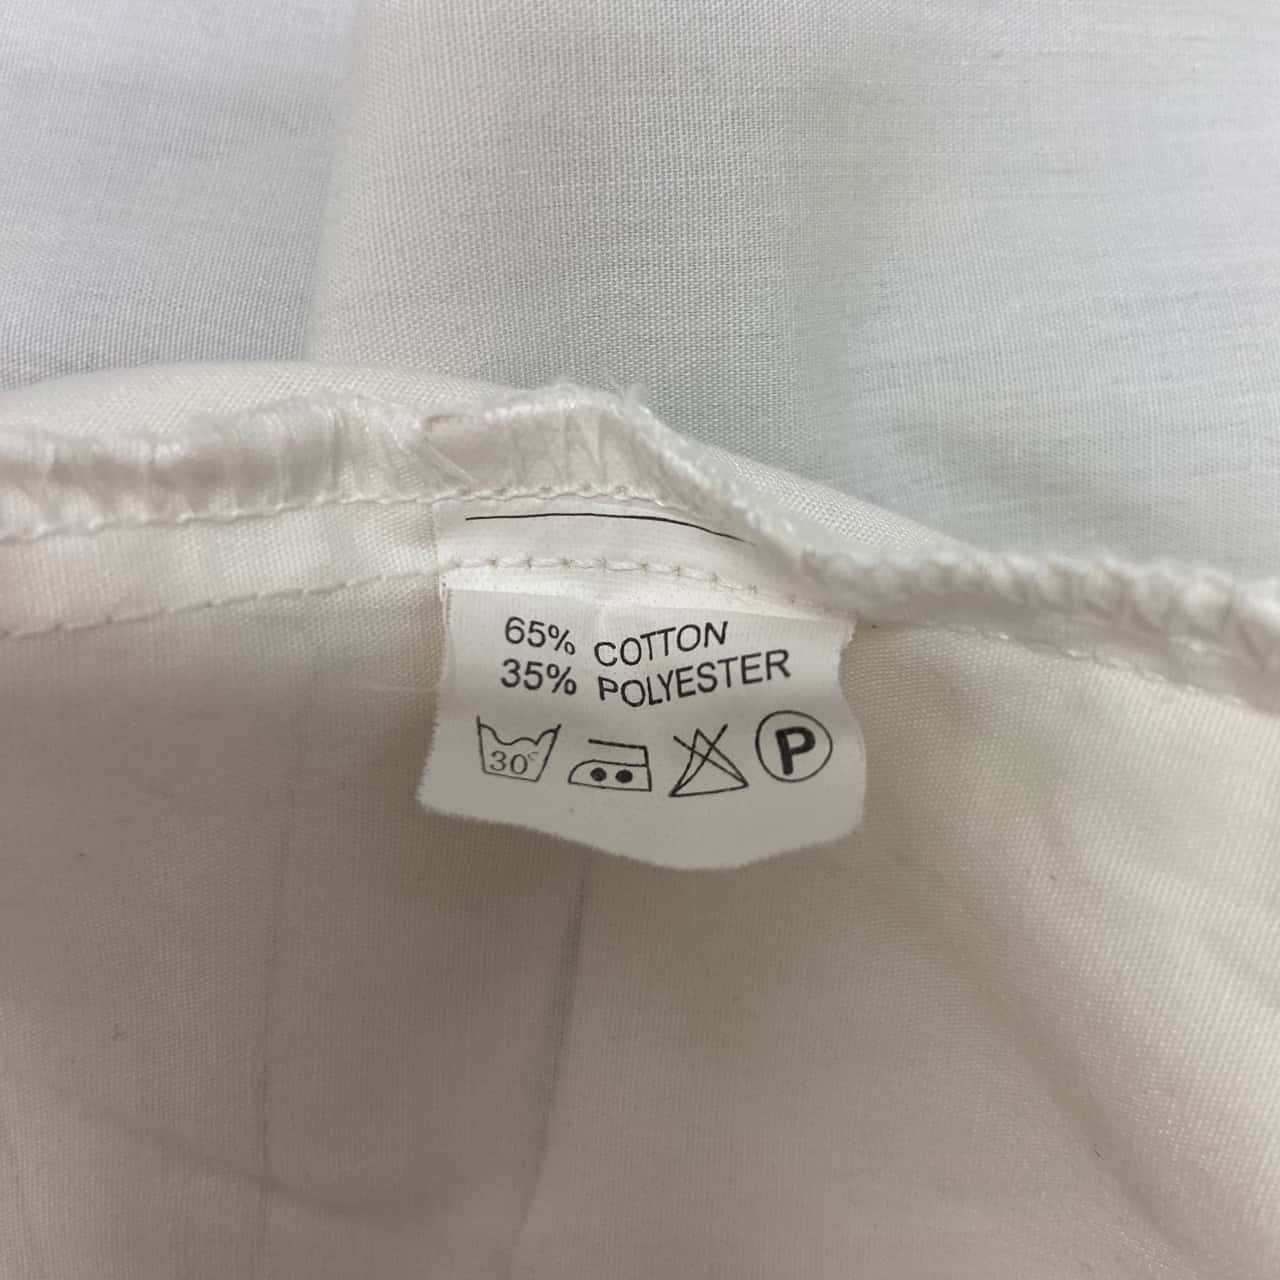 65% COTTON
35% POLYESTER
30° P